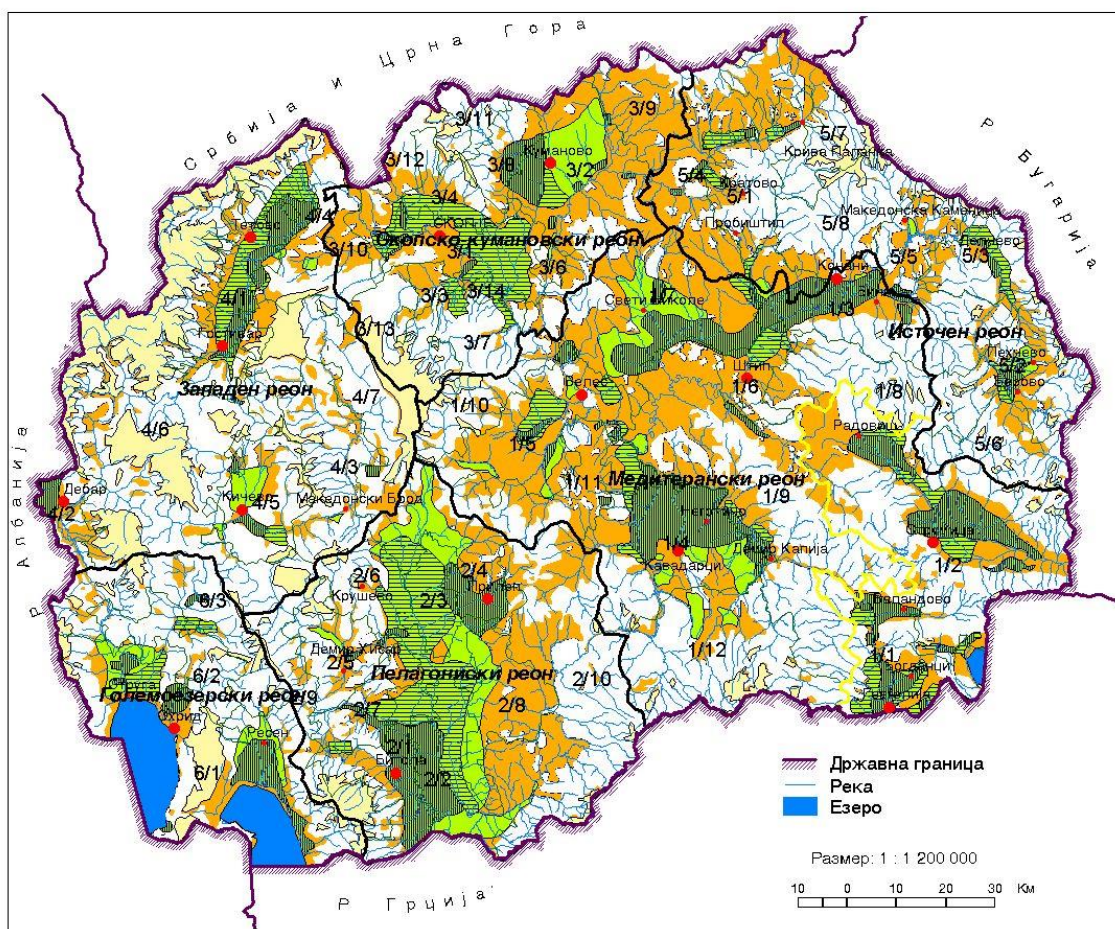 Србија и Црна Гора
Р Бугарија
3/11
3/9
5/7
3/12
3/8
Куманово
3/2
Крива Паланка
4/4
3/4
5/4
Кратово
5/1
Тетово
Скопје
Пробиштип
5/8
Македонска Каменица
3/10
Скопско кумановски реон
3/1
3/6
5/5
Делчево
5/3
3/3
3/14
Кочани
4/1
1/7
Свети Николе
1/3
Гостивар
3/13
3/7
Источен реон
Западен реон
Штип
5/2
Берово
4/7
1/10
Велес
1/6
1/8
4/6
1/5
Радовиш
5/6
4/3
1/11
Медитерански реон
1/9
Р Албанија
Дебар
4/2
Кичево
4/5
Македонски Брод
Неготино
Струмица
1/4
Кавадарци
Демир Капија
1/2
6/3
2/6
Крушево
2/4
Прилеп
2/3
Валандово
Демир Хисар
2/5
1/12
1/1
Богданци
Гевгелија
6/2
Големоезерски реон
2/9
Пелагониски реон
2/10
Струга
2/7
2/8
Охрид
Ресен
2/1
Битола
2/2
6/1
Државна граница
Река
Езеро
Размер: 1 : 1 200 000
10 0 10 20 30 Км
Р Грција